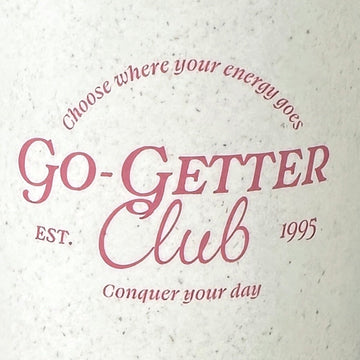 Choose where your energy goes
GO-GETTER
Club
EST. 1995
Conquer your day